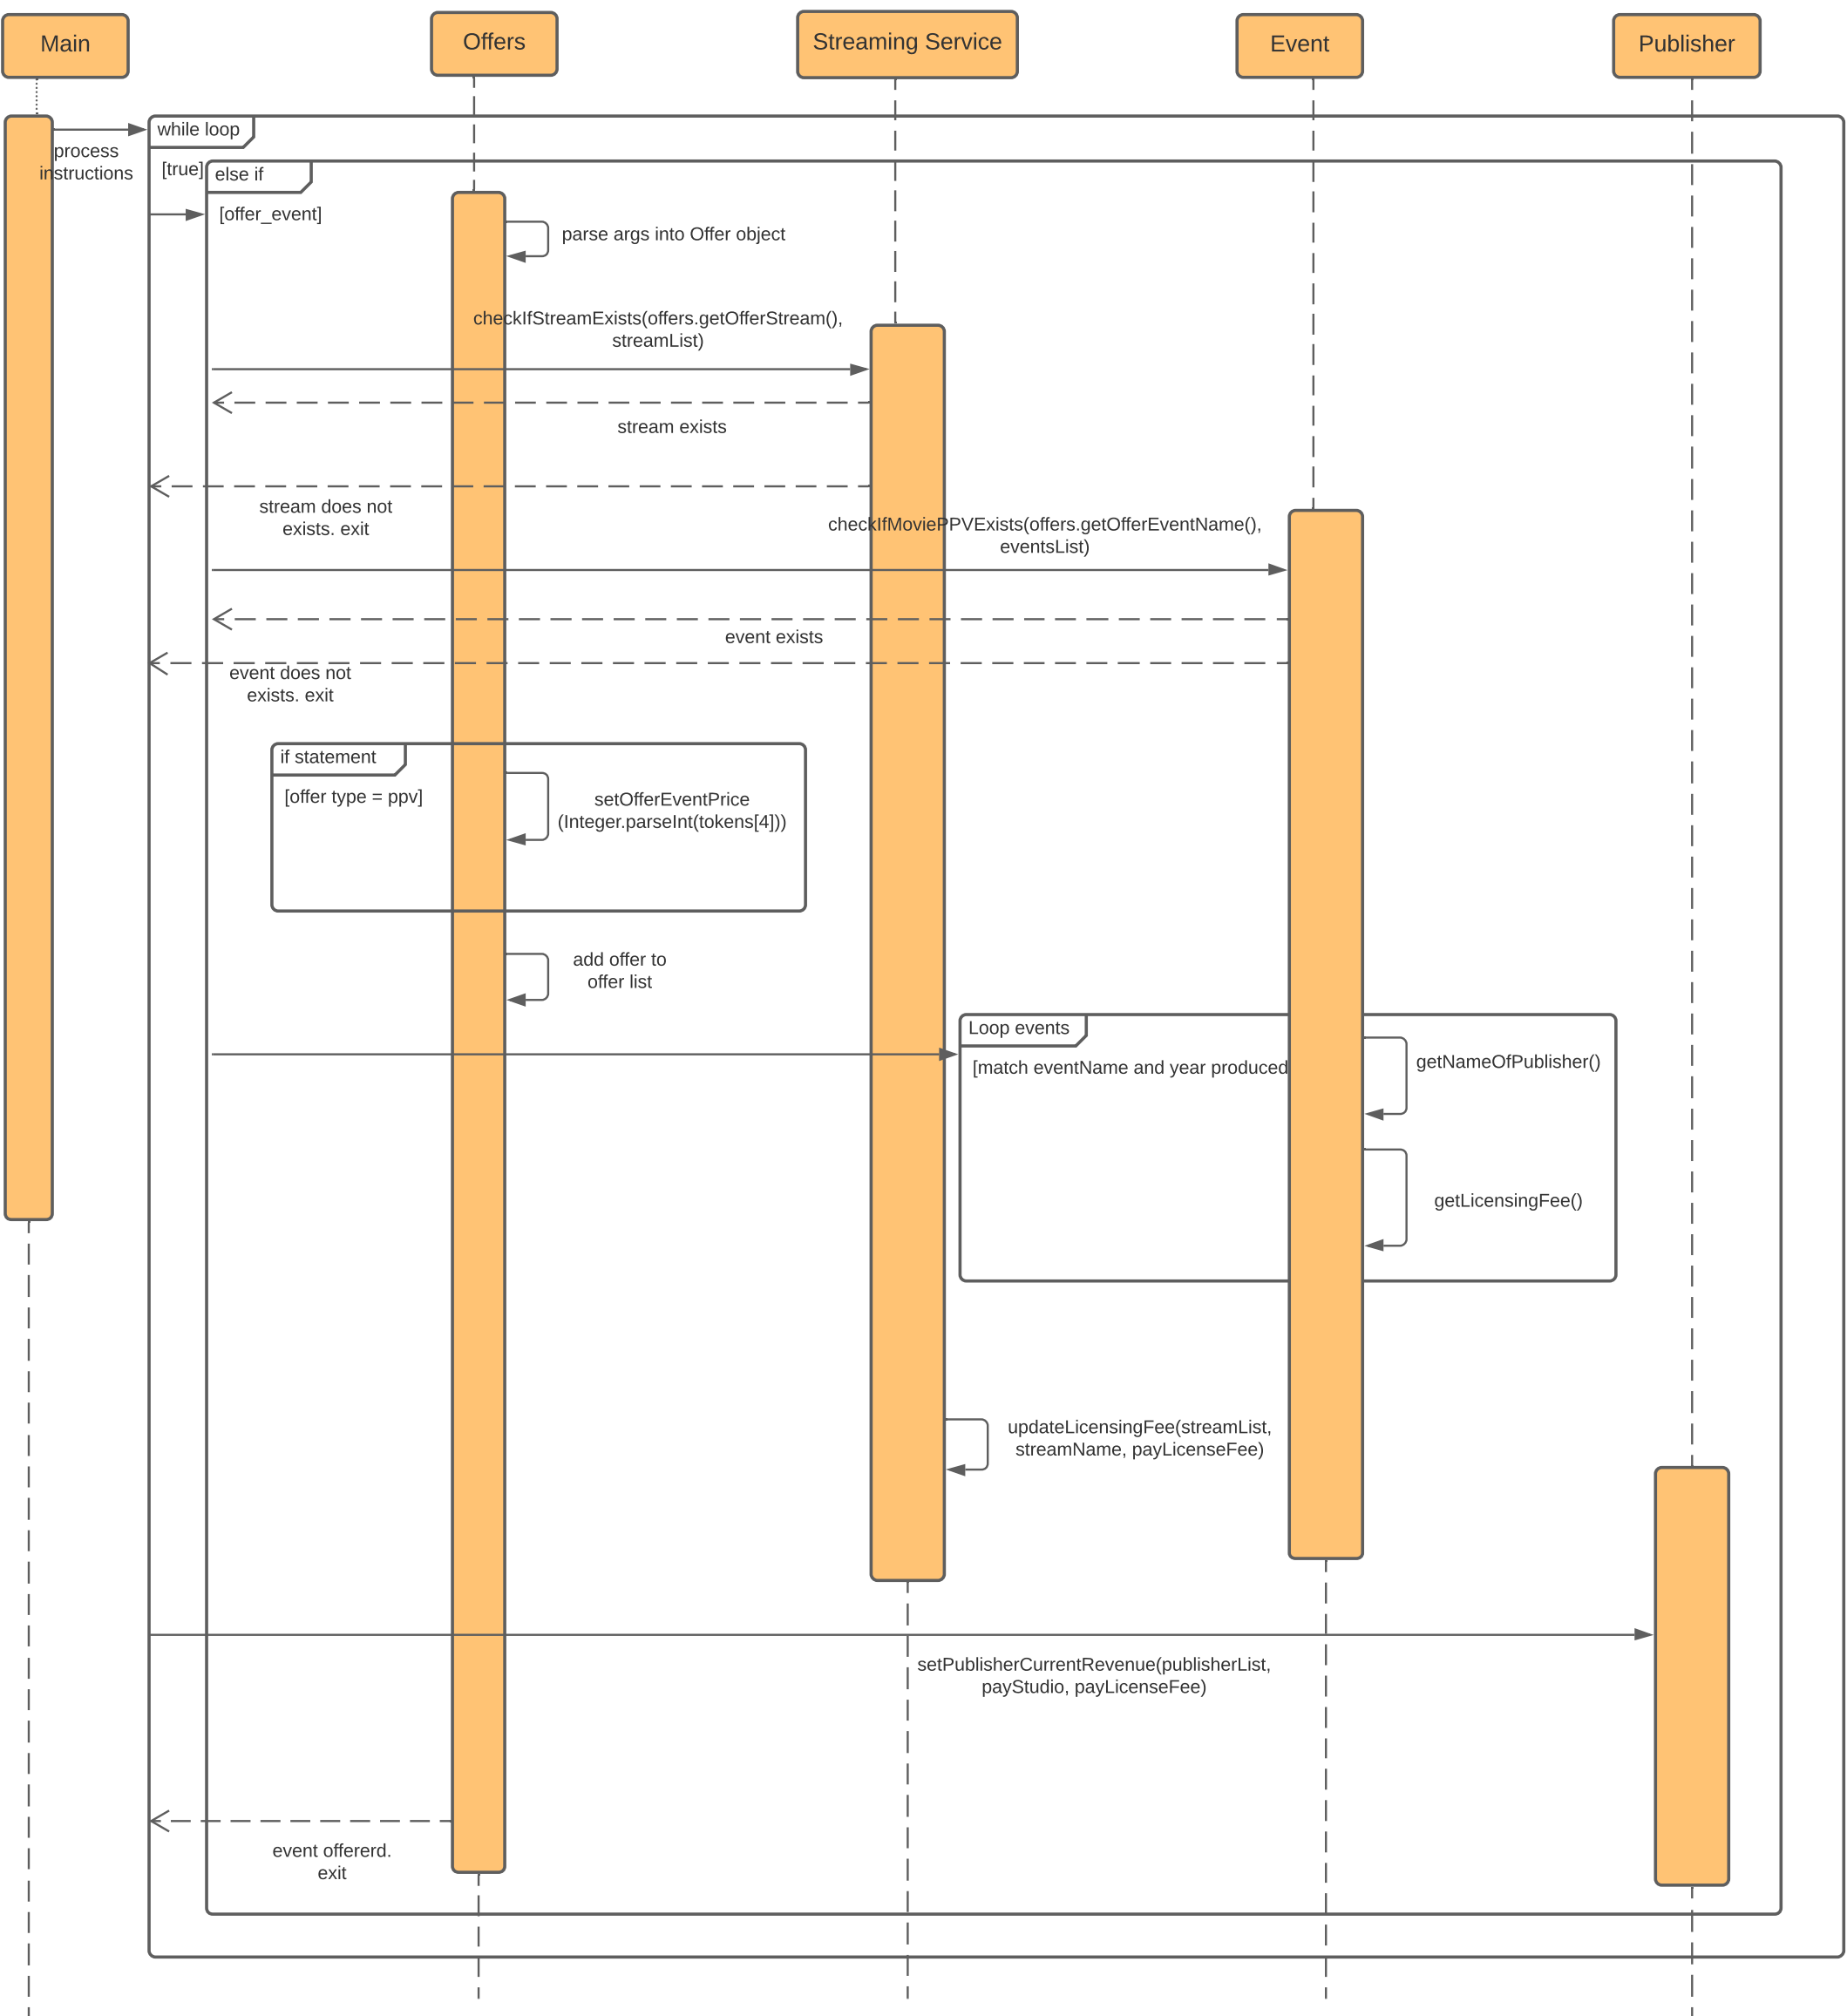 Main
Offers
Streaming Service
Event
Publisher
while loop
process
instructions
[true]
else if
[offer_event]
parse args into Offer object
checkIfStreamExists(offers.getOfferStream(),
streamList)
stream exists
stream does not
exists. exit
checkIfMoviePPVExists(offers.getOfferEventName(),
eventsList)
event exists
event does not
exists. exit
if statement
[offer type = ppv]
setOfferEventPrice
(Integer.parseInt(tokens[4]))
add offer to
offer list
Loop events
[match eventName and year produced
getNameOfPublisher()
getLicensingFee()
updateLicensingFee(streamList,
streamName, payLicenseFee)
setPublisherCurrentRevenue(publisherList,
payStudio, payLicenseFee)
event offererd.
exit